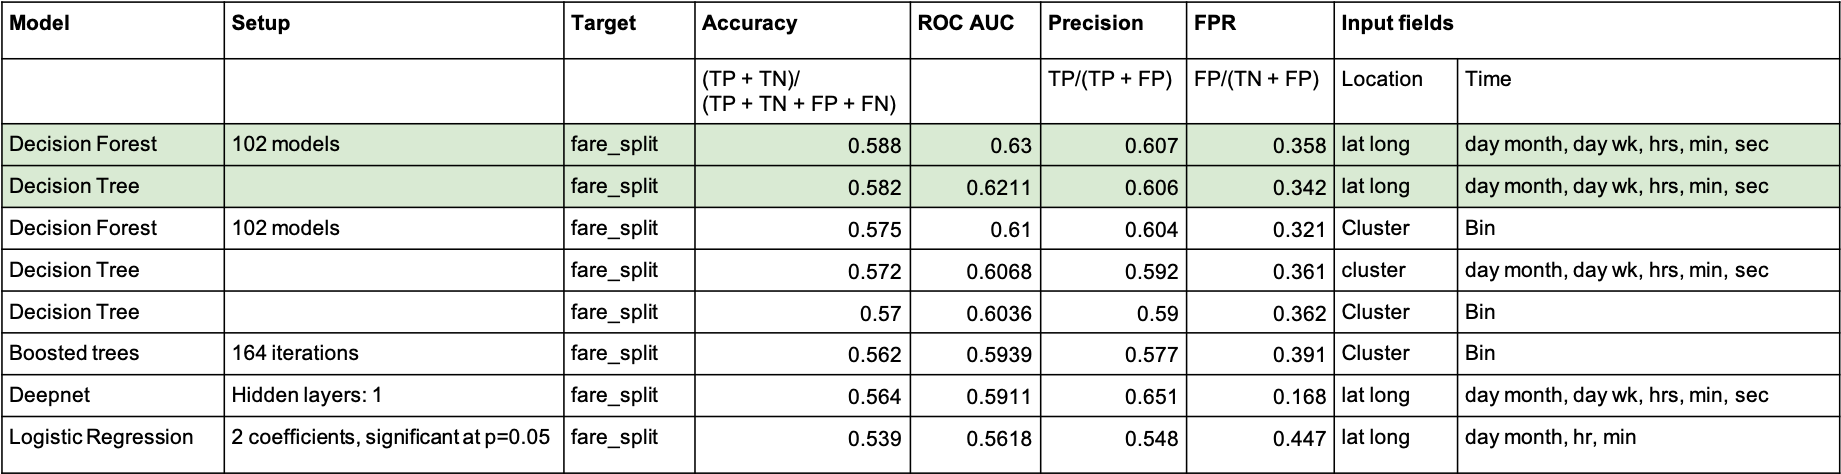 Model Setup Target Accuracy ROC AUC Precision FPR Input fields
(TP + TN)/
(TP + TN + FP + FN) TP/(TP + FP) FP/(TN + FP) Location Time
Decision Forest 102 models fare_split 0.588 0.63 0.607 0.358 lat long day month, day wk, hrs, min, sec
Decision Tree fare_split 0.582 0.6211 0.606 0.342 lat long day month, day wk, hrs, min, sec
Decision Forest 102 models fare_split 0.575 0.61 0.604 0.321 Cluster Bin
Decision Tree fare_split 0.572 0.6068 0.592 0.361 cluster day month, day wk, hrs, min, sec
Decision Tree fare_split 0.57 0.6036 0.59 0.362 Cluster Bin
Boosted trees 164 iterations fare_split 0.562 0.5939 0.577 0.391 Cluster Bin
Deepnet Hidden layers: 1 fare_split 0.564 0.5911 0.651 0.168 lat long day month, day wk, hrs, min, sec
Logistic Regression 2 coefficients, significant at p=0.05 fare_split 0.539 0.5618 0.548 0.447 lat long day month, hr, min